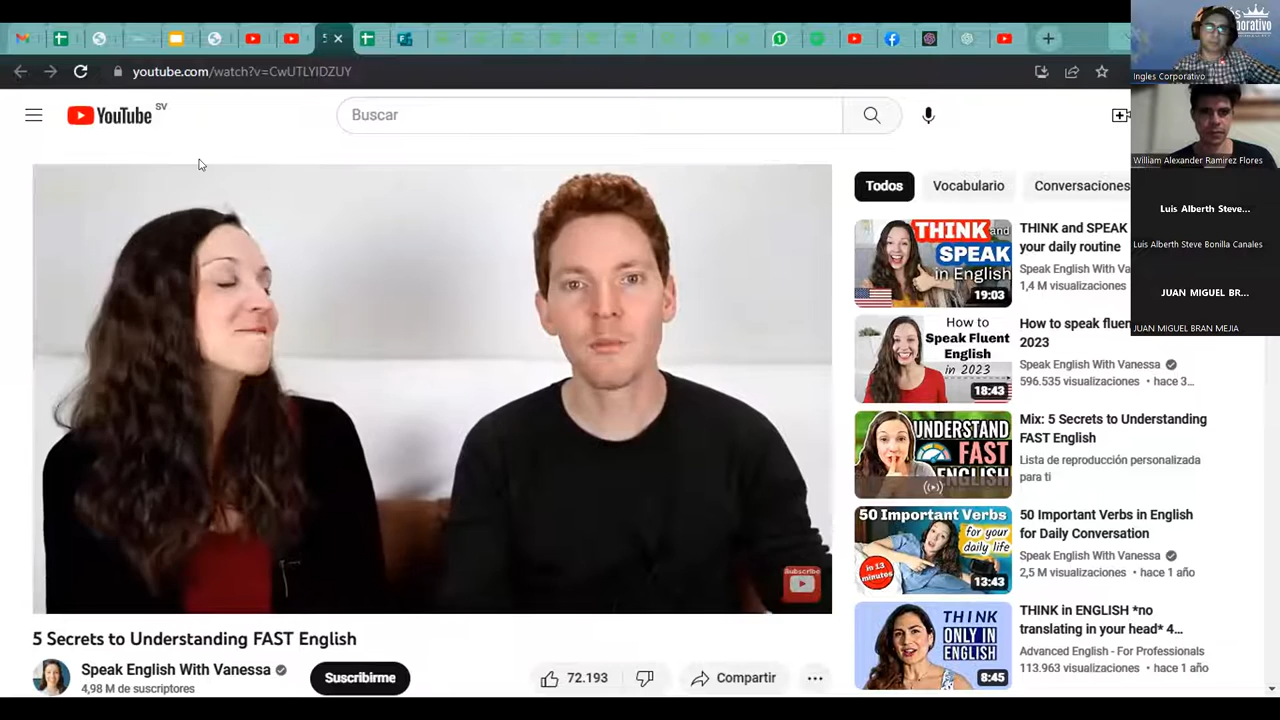 youtube.com/watch?v=CwUTLYIDZUY
YouTube SV
Buscar
Subscribe
5 Secrets to Understanding FAST English
Speak English With Vanessa
4,98 M de suscriptores
Suscribirme
72.193
Compartir
Todos
Vocabulario
Conversaciones
THINK and
SPEAK
in English
19:03
THINK and SPEAK
your daily routine
Speak English With Va
1,4 M visualizaciones
How to
Speak Fluent
English
in 2023
18:43
How to speak fluen
2023
Speak English With Vanessa
596.535 visualizaciones • hace 3...
UNDERSTAND
FAST
ENGLISH
Mix: 5 Secrets to Understanding
FAST English
Lista de reproducción personalizada
para ti
50 Important Verbs
for your
daily life
in 13
minutes
13:43
50 Important Verbs in English
for Daily Conversation
Speak English With Vanessa
2,5 M visualizaciones • hace 1 año
THINK
ONLY IN
ENGLISH
8:45
THINK in ENGLISH *no
translating in your head* 4...
Advanced English - For Professionals
113.963 visualizaciones • hace 1 año
Ingles Corporativo
William Alexander Ramirez Flores
Luis Alberth Steve...
Luis Alberth Steve Bonilla Canales
JUAN MIGUEL BR...
JUAN MIGUEL BRAN MEJIA